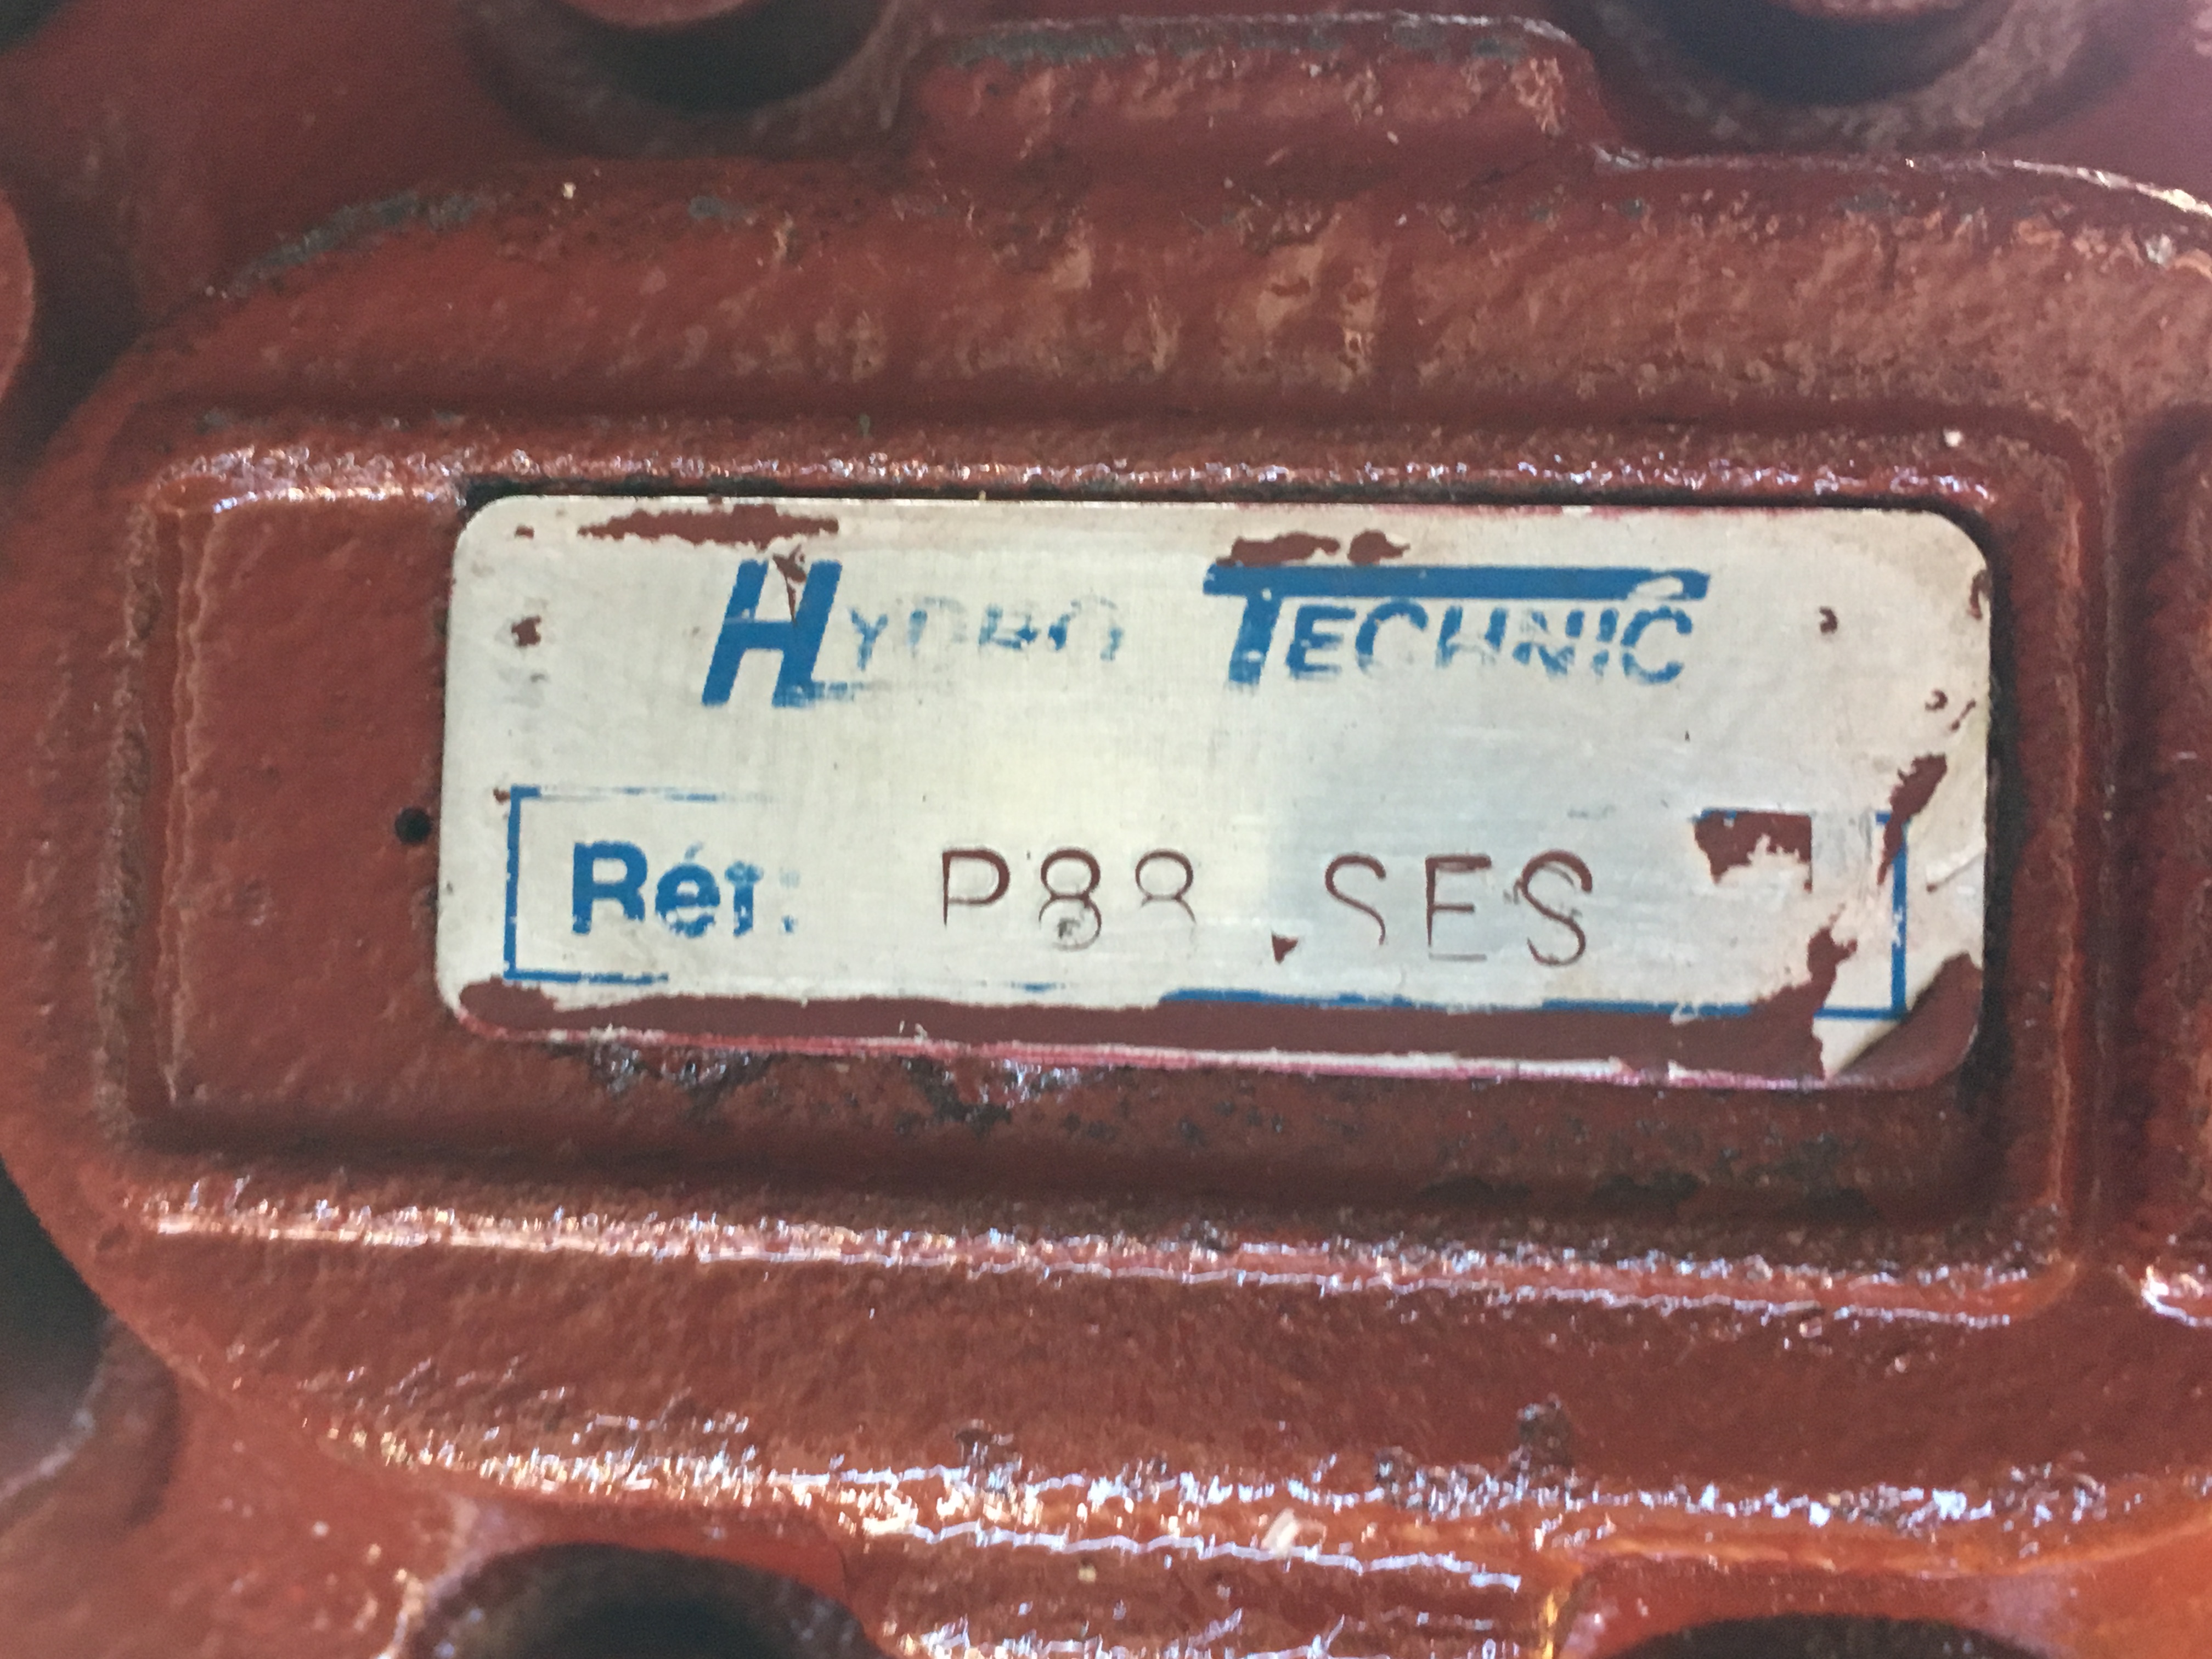 HYDRO TECHNIC
Réf. P88 SES